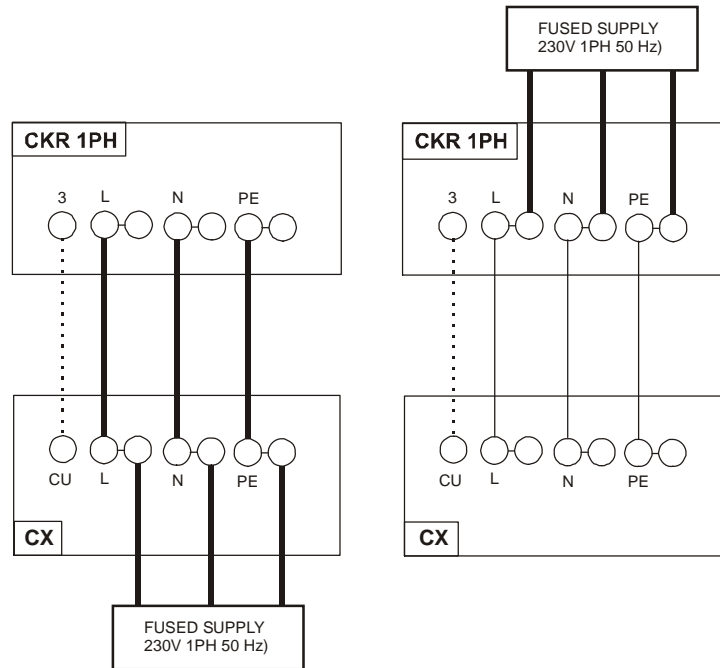 FUSED SUPPLY
230V 1PH 50 Hz)
CKR 1PH
3 L N PE
CU L N PE
CX
FUSED SUPPLY
230V 1PH 50 Hz)
CKR 1PH
3 L N PE
CU L N PE
CX